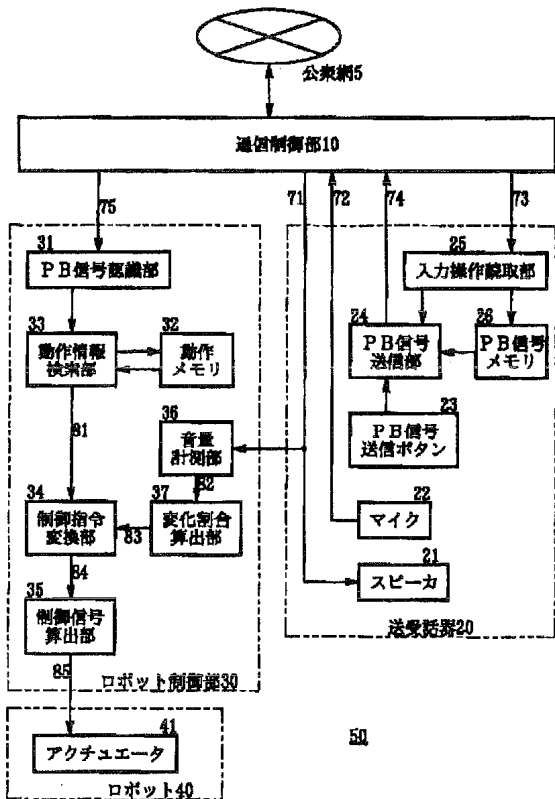 公衆網5
通信制御部10
75
71
72
74
73
31
PB信号認識部
33
動作情報
検索部
32
動作
メモリ
81
36
音量
計測部
82
34
制御指令
変換部
83
37
変化割合
算出部
84
35
制御信号
算出部
85
ロボット制御部30
41
アクチュエータ
ロボット40
25
入力操作読取部
24
PB信号
送信部
26
PB信号
メモリ
23
PB信号
送信ボタン
22
マイク
21
スピーカ
送受話器20
50